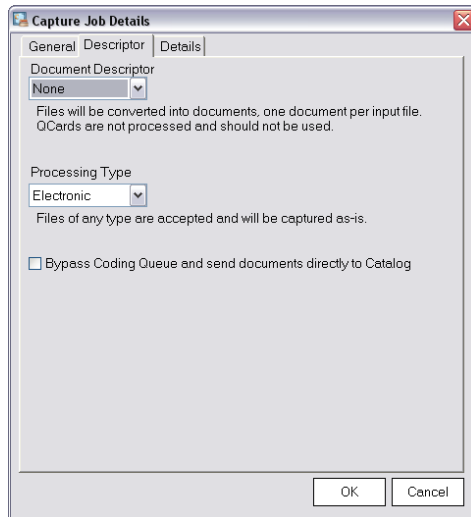 Capture Job Details
General Descriptor Details
Document Descriptor
None
Files will be converted into documents, one document per input file.
QCards are not processed and should not be used.
Processing Type
Electronic
Files of any type are accepted and will be captured as-is.
Bypass Coding Queue and send documents directly to Catalog
OK Cancel